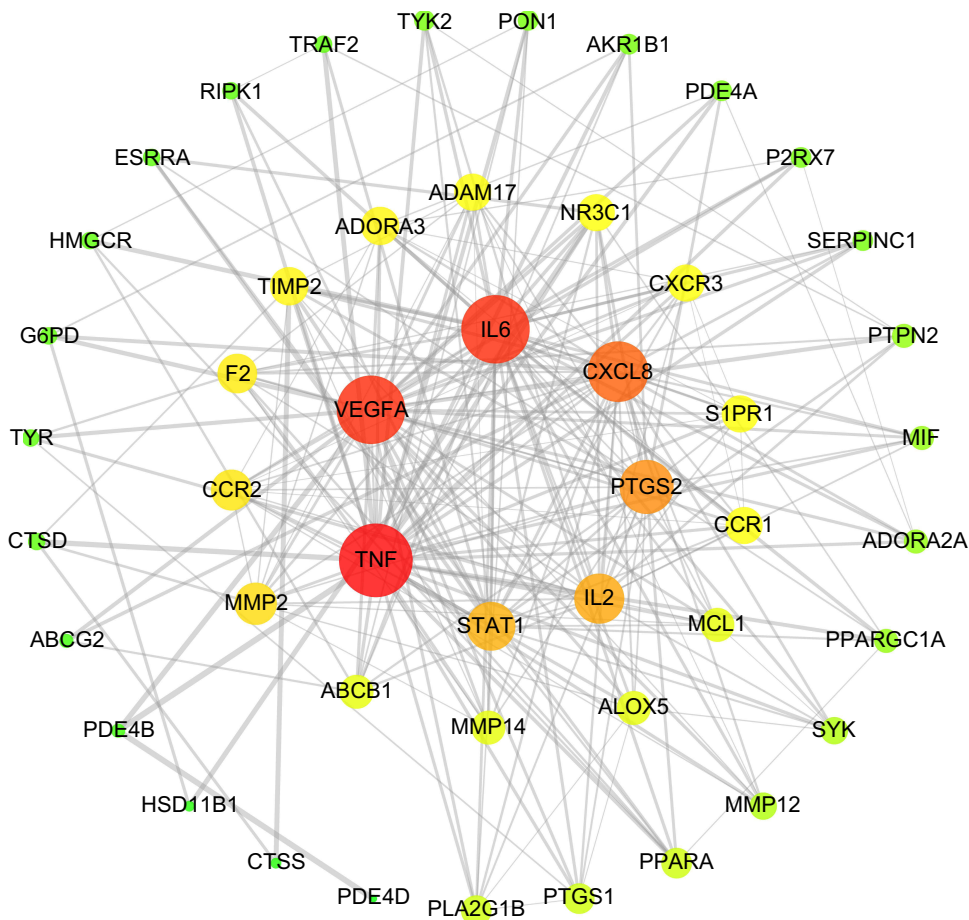 TYK2
PON1
TRAF2
AKR1B1
RIPK1
PDE4A
ESRRA
P2RX7
ADAM17
NR3C1
ADORA3
HMGCR
SERPINC1
TIMP2
CXCR3
IL6
G6PD
PTPN2
F2
CXCL8
VEGFA
S1PR1
TYR
MIF
CCR2
PTGS2
CCR1
CTSD
ADORA2A
TNF
MMP2
IL2
STAT1
MCL1
ABCG2
PPARGC1A
ABCB1
ALOX5
MMP14
PDE4B
SYK
HSD11B1
MMP12
CTSS
PPARA
PDE4D
PLA2G1B
PTGS1